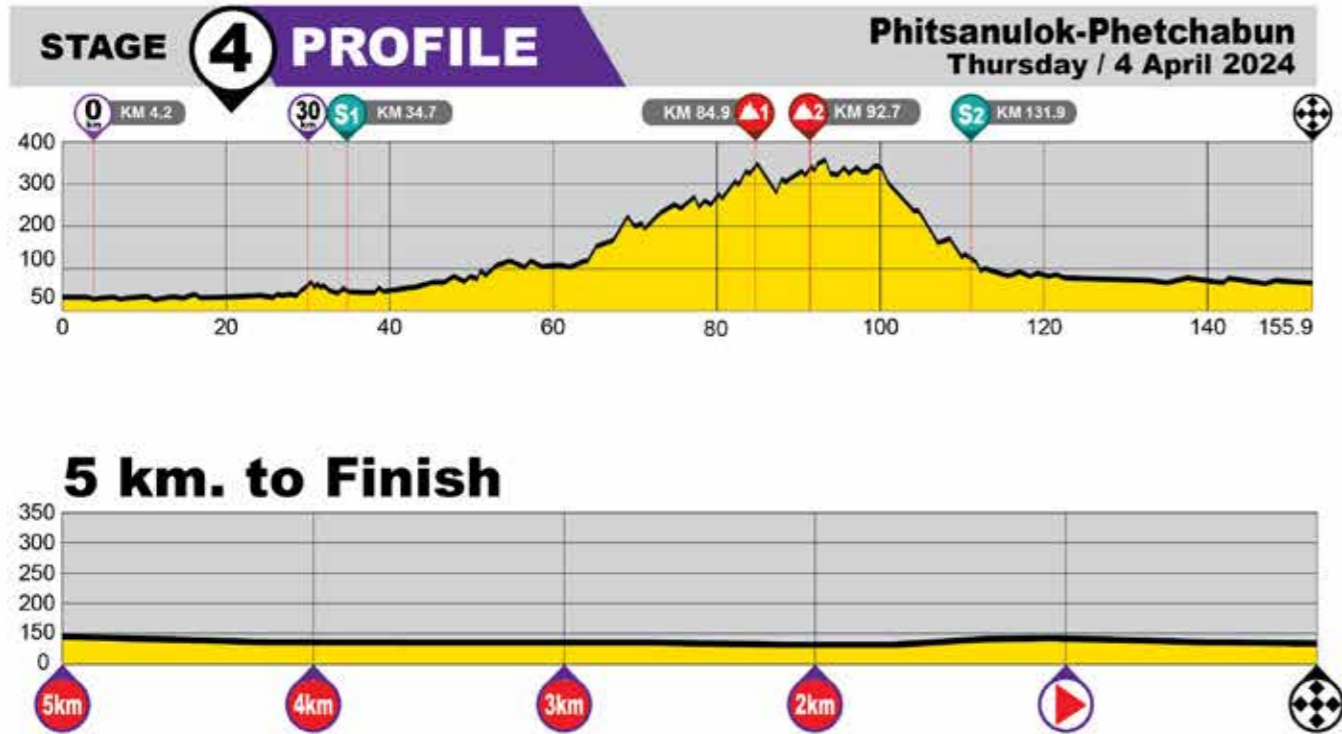 STAGE 4 PROFILE
Phitsanulok-Phetchabun
Thursday / 4 April 2024
0 km KM 4.2 30 km S1 KM 34.7 KM 84.9 1 2 KM 92.7 S2 KM 131.9
400
300
200
100
50
0 20 40 60 80 100 120 140 155.9
5 km. to Finish
350
300
250
200
150
0
5km 4km 3km 2km